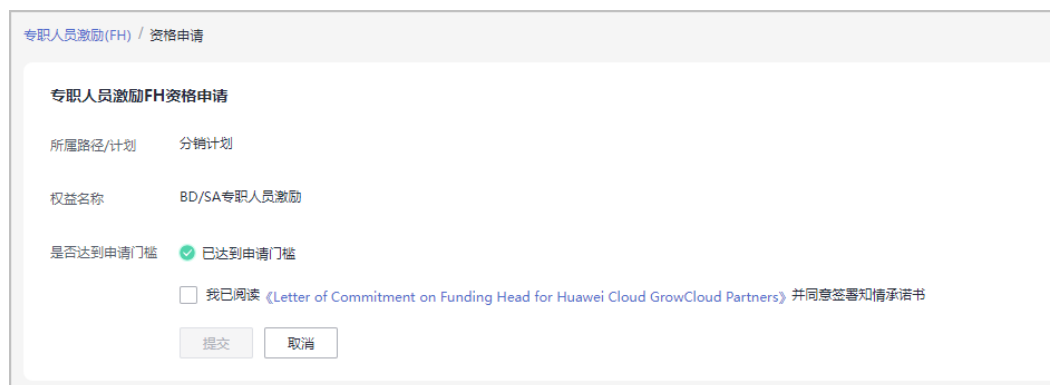 专职人员激励(FH) / 资格申请
专职人员激励FH资格申请
所属路径/计划 分销计划
权益名称 BD/SA专职人员激励
是否达到申请门槛 已达到申请门槛
我已阅读《Letter of Commitment on Funding Head for Huawei Cloud GrowCloud Partners》并同意签署知情承诺书
提交 取消